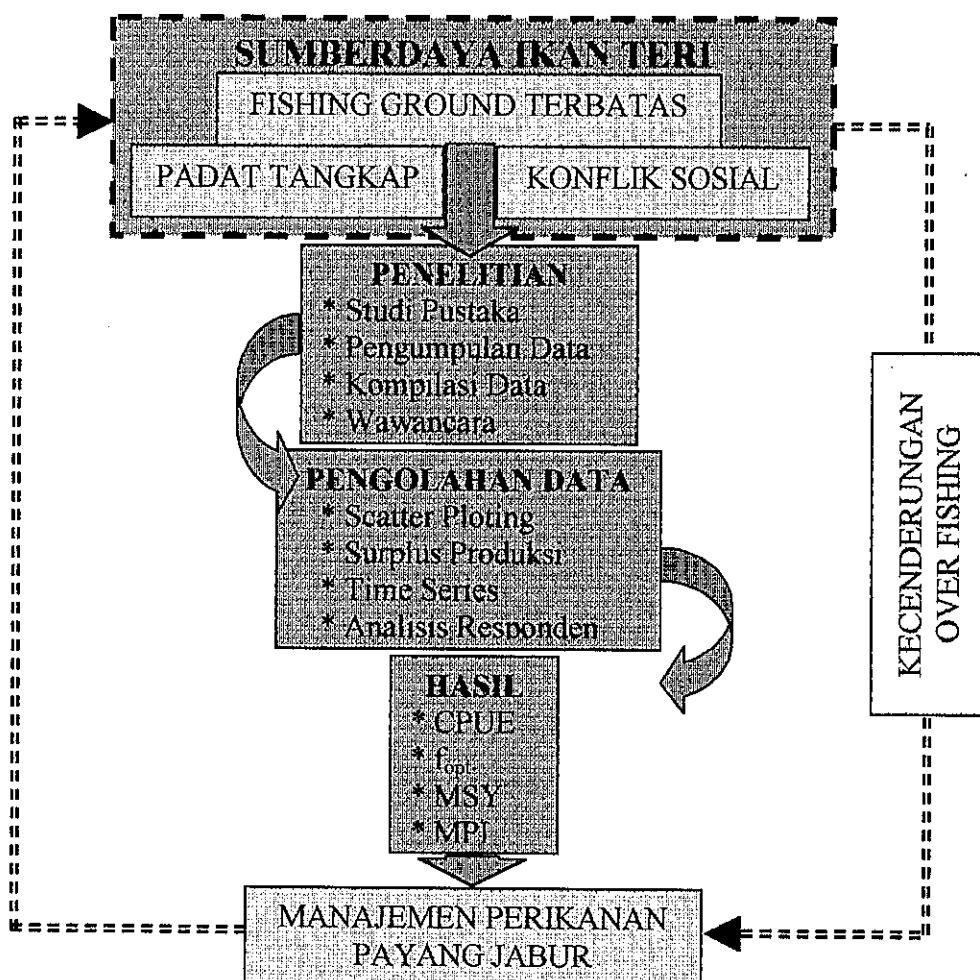 SUMBERDAYA IKAN TERI
FISHING GROUND TERBATAS
PADAT TANGKAP
KONFLIK SOSIAL
PENELITIAN
* Studi Pustaka
* Pengumpulan Data
* Kompilasi Data
* Wawancara
PENGOLAHAN DATA
* Scatter Ploting
* Surplus Produksi
* Time Series
* Analisis Responden
HASIL
* CPUE
* fopt.
* MSY
* MPI
KECENDERUNGAN
OVER FISHING
MANAJEMEN PERIKANAN
PAYANG JABUR